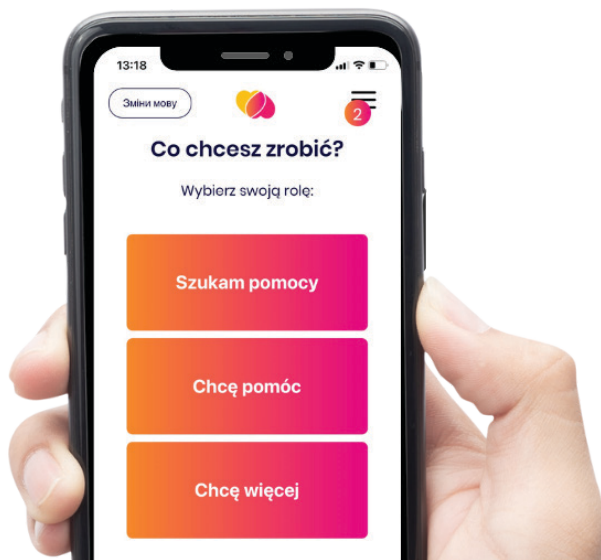 13:18
Зміни мову
2
Co chcesz zrobić?
Wybierz swoją rolę:
Szukam pomocy
Chcę pomóc
Chcę więcej